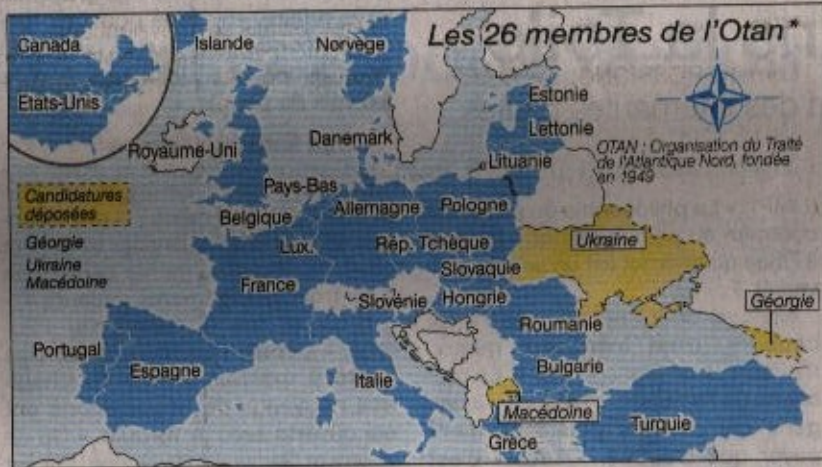 Les 26 membres de l'Otan*
Canada
Etats-Unis
Islande
Norvège
Estonie
Lettonie
Lituanie
OTAN : Organisation du Traité
de l'Atlantique Nord, fondée
en 1949
Royaume-Uni
Danemark
Pays-Bas
Candidatures
déposées
Géorgie
Ukraine
Macédoine
Belgique
Allemagne
Pologne
Lux.
Rép. Tchèque
Ukraine
Slovaquie
France
Slovénie
Hongrie
Géorgie
Roumanie
Portugal
Espagne
Italie
Bulgarie
Macédoine
Turquie
Grèce